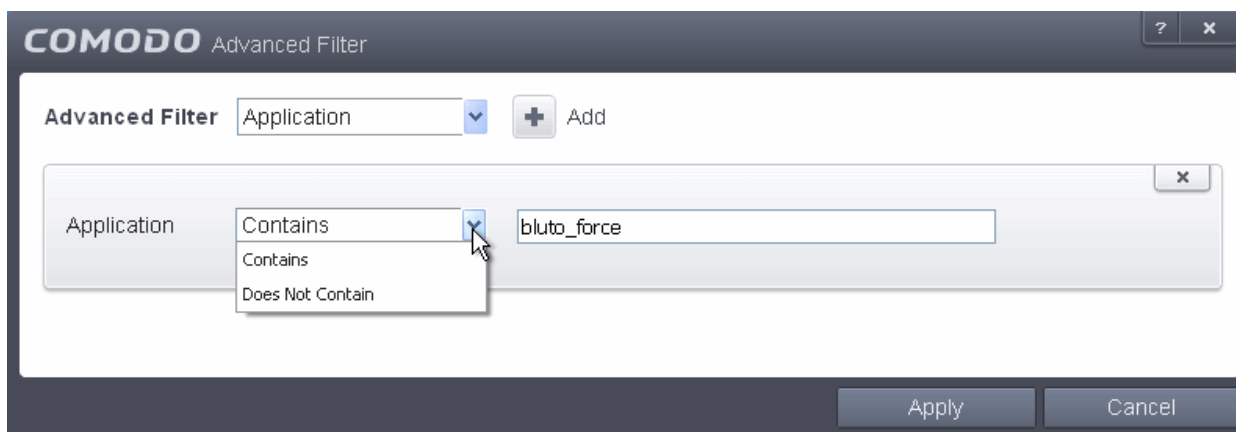 COMODO Advanced Filter ? x
Advanced Filter Application + Add
x
Application Contains bluto_force
Contains
Does Not Contain
Apply Cancel